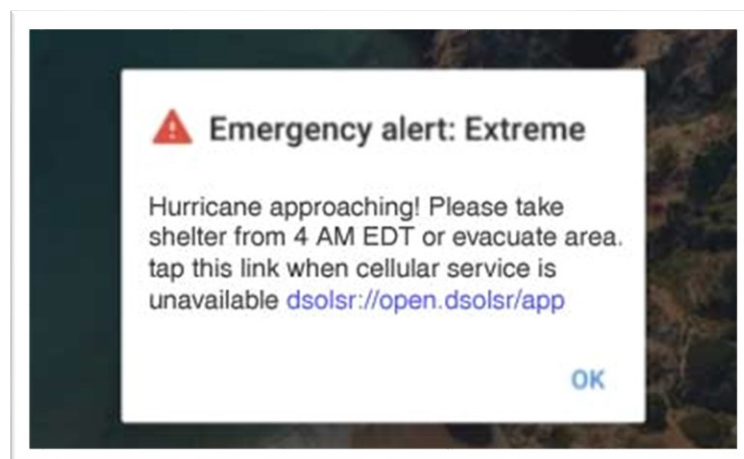 Emergency alert: Extreme
Hurricane approaching! Please take
shelter from 4 AM EDT or evacuate area.
tap this link when cellular service is
unavailable dsolsr://open.dsolsr/app
OK